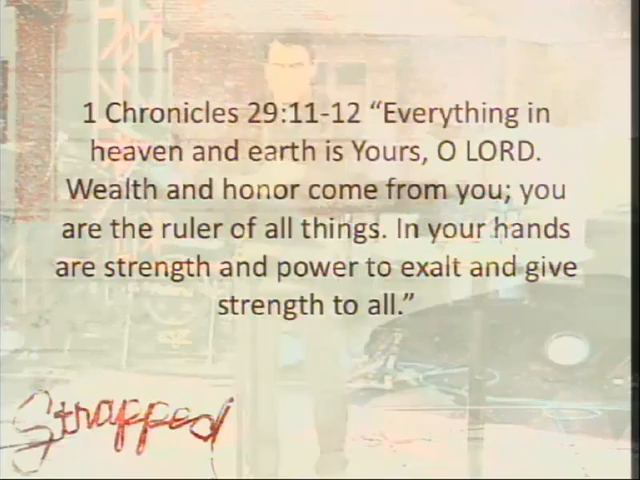 1 Chronicles 29:11-12 “Everything in
heaven and earth is Yours, O LORD.
Wealth and honor come from you; you
are the ruler of all things. In your hands
are strength and power to exalt and give
strength to all.”
Strapped